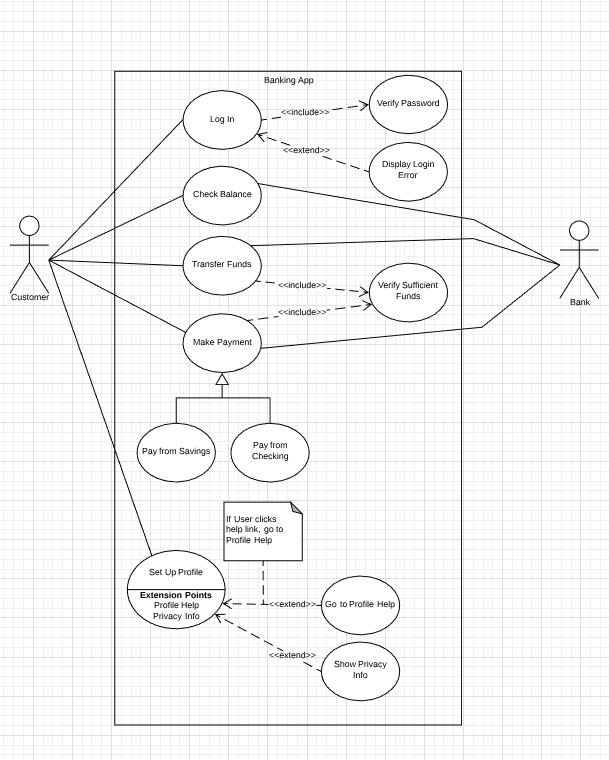 Banking App
Log In
<<include>>
Verify Password
<<extend>>
Display Login
Error
Check Balance
Customer
Bank
Transfer Funds
<<include>>
Verify Sufficient
Funds
<<include>>
Make Payment
Pay from Savings
Pay from
Checking
If User clicks
help link, go to
Profile Help
Set Up Profile
Extension Points
Profile Help
Privacy Info
<<extend>>
Go to Profile Help
<<extend>>
Show Privacy
Info